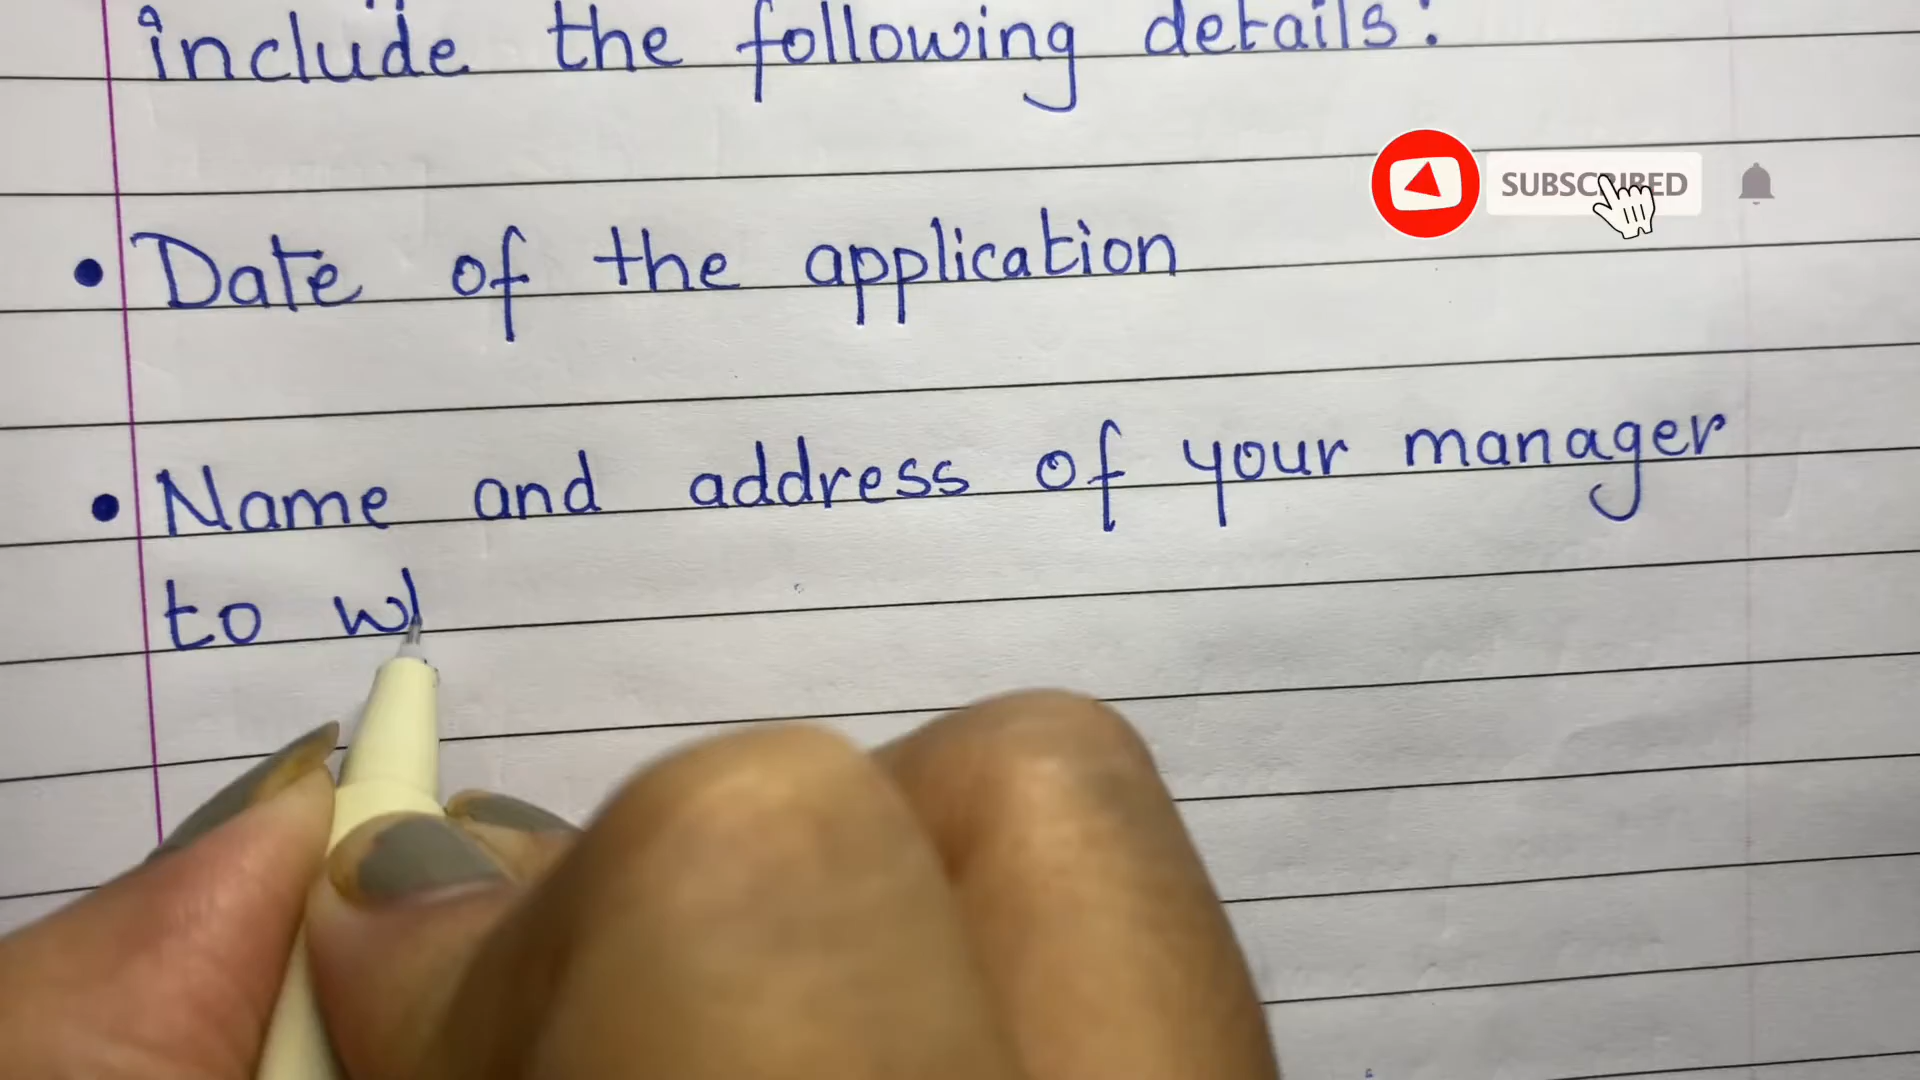 include the following details:
SUBSCRIBED
• Date of the application
• Name and address of your manager
to